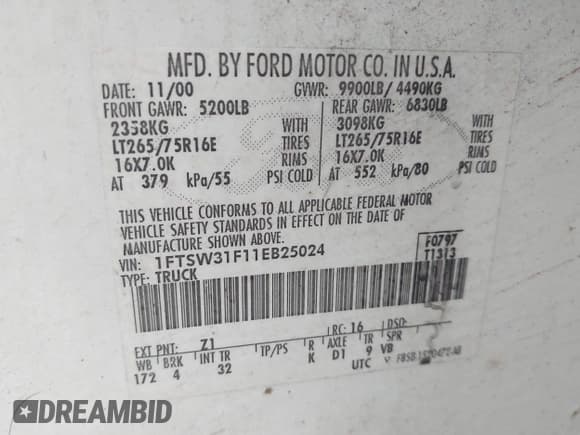 MFD. BY FORD MOTOR CO. IN U.S.A.
DATE: 11/00 GVWR: 9900LB/ 4490KG
FRONT GAWR: 5200LB REAR GAWR: 6830LB
2358KG WITH 3098KG WITH
LT265/75R16E TIRES LT265/75R16E TIRES
16X7.0K RIMS 16X7.0K RIMS
AT 379 kPa/55 PSI COLD AT 552 kPa/80 PSI COLD
THIS VEHICLE CONFORMS TO ALL APPLICABLE FEDERAL MOTOR
VEHICLE SAFETY STANDARDS IN EFFECT ON THE DATE OF
MANUFACTURE SHOWN ABOVE.
VIN: 1FTSW31F11EB25024 F0797
TYPE: TRUCK T1313
EXT PNT: Z1 RC: 16 DSO:
WB BRK INT TR TP/PS R AXLE TR SPR
172 4 32 K D1 9 VB
UTC
DREAMBID